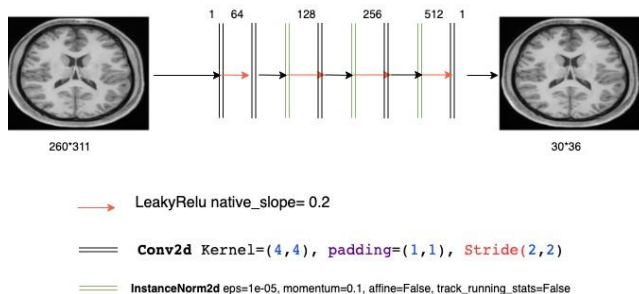 1 64 128 256 512 1
260*311 30*36
LeakyRelu native_slope= 0.2
Conv2d Kernel=(4,4), padding=(1,1), Stride(2,2)
InstanceNorm2d eps=1e-05, momentum=0.1, affine=False, track_running_stats=False